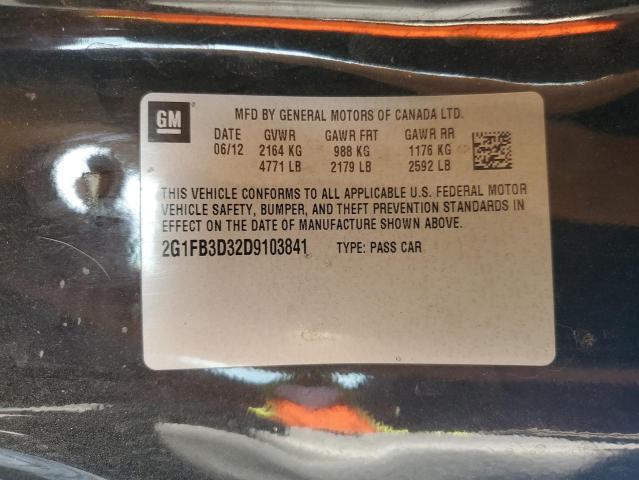 GM
MFD BY GENERAL MOTORS OF CANADA LTD.
DATE GVWR GAWR FRT GAWR RR
06/12 2164 KG 988 KG 1176 KG
4771 LB 2179 LB 2592 LB
THIS VEHICLE CONFORMS TO ALL APPLICABLE U.S. FEDERAL MOTOR
VEHICLE SAFETY, BUMPER, AND THEFT PREVENTION STANDARDS IN
EFFECT ON THE DATE OF MANUFACTURE SHOWN ABOVE.
2G1FB3D32D9103841 TYPE: PASS CAR